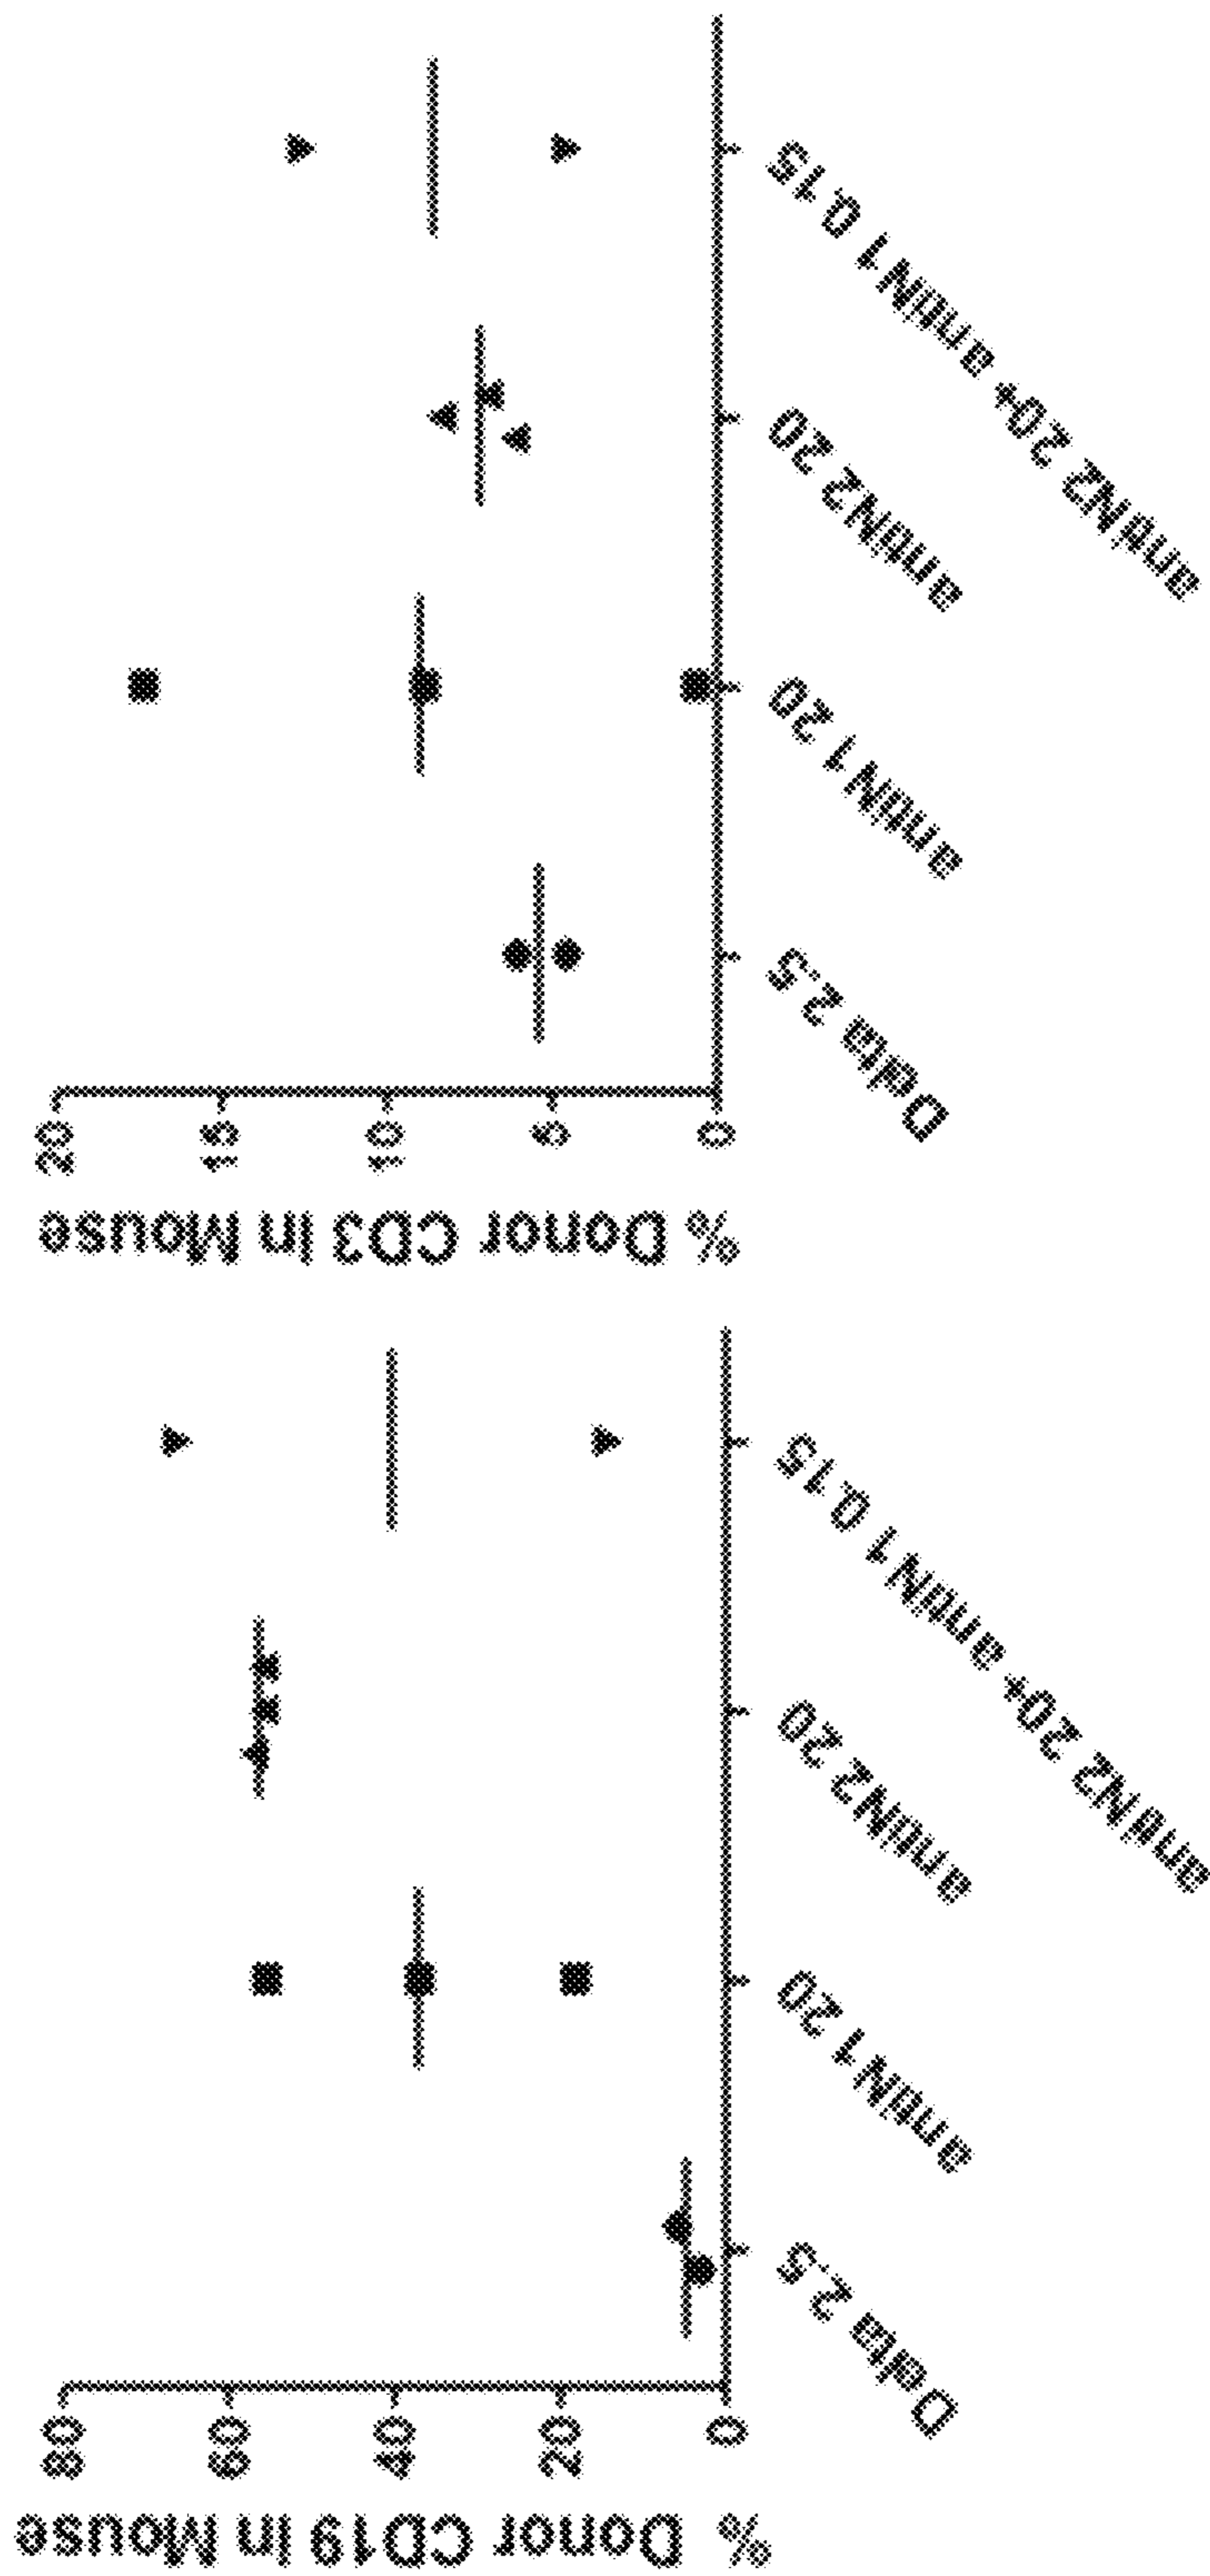 % Donor CD19 in Mouse
80
60
40
20
0
Delta 2.5
antiN1 20
antiN2 20
antiN2 20+ antiN1 0.15
% Donor CD3 in Mouse
20
15
10
5
0
Delta 2.5
antiN1 20
antiN2 20
antiN2 20+ antiN1 0.15